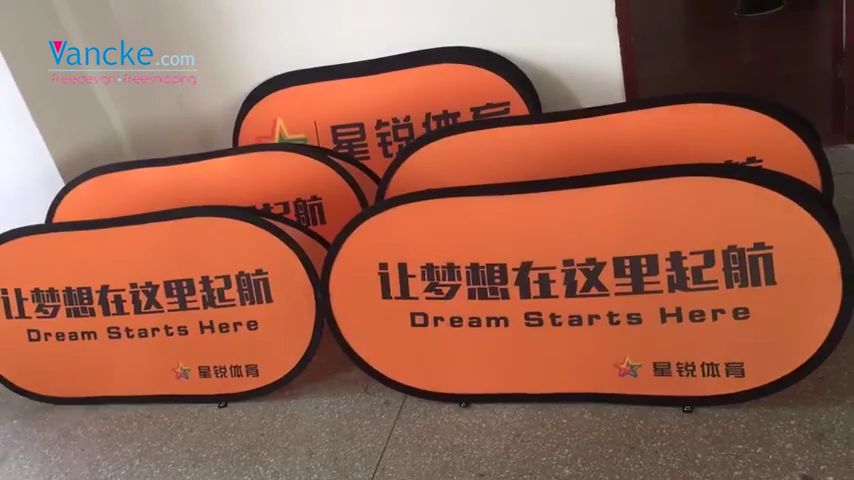 Vancke.com
freedesign+freeshipping
星锐体育
起航
航
让梦想在这里起航
Dream Starts Here
星锐体育
让梦想在这里起航
Dream Starts Here
星锐体育